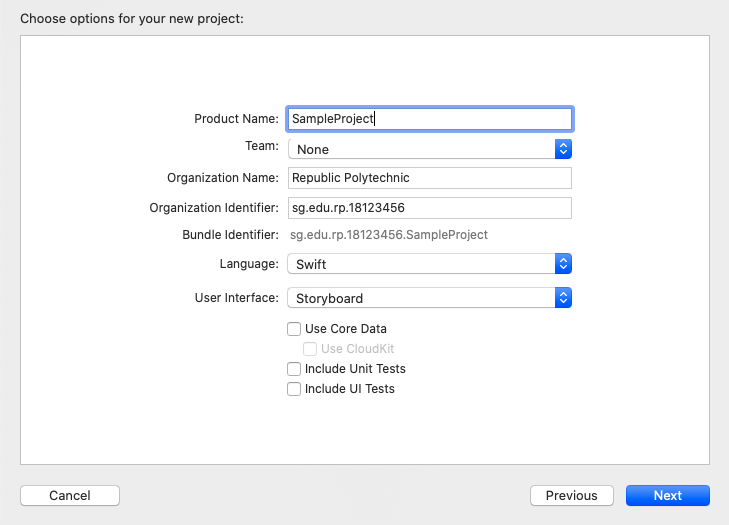 Choose options for your new project:
Product Name: SampleProject
Team: None
Organization Name: Republic Polytechnic
Organization Identifier: sg.edu.rp.18123456
Bundle Identifier: sg.edu.rp.18123456.SampleProject
Language: Swift
User Interface: Storyboard
Use Core Data
Use CloudKit
Include Unit Tests
Include UI Tests
Cancel Previous Next